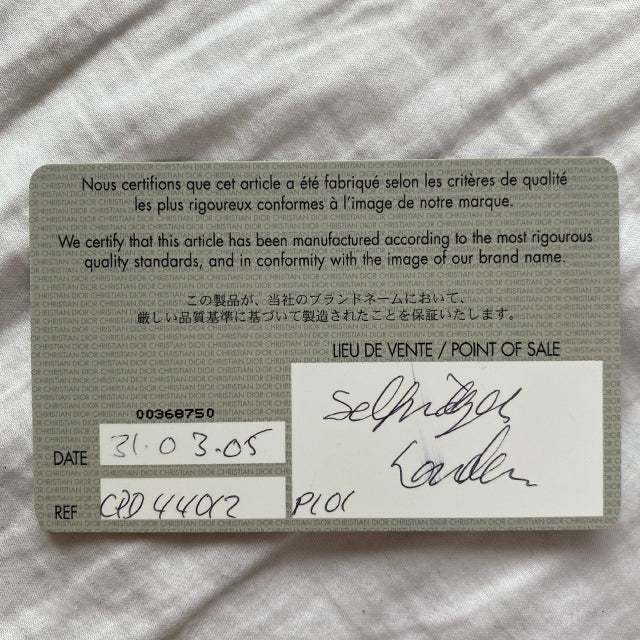 Nous certifions que cet article a été fabriqué selon les critères de qualité
les plus rigoureux conformes à l'image de notre marque.
We certify that this article has been manufactured according to the most rigourous
quality standards, and in conformity with the image of our brand name.
この製品が、当社のブランドネームにおいて、
厳しい品質基準に基づいて製造されたことを保証いたします。
LIEU DE VENTE / POINT OF SALE
Selfridges
London
00368750
DATE 31.03.05
REF CPD44012 P101